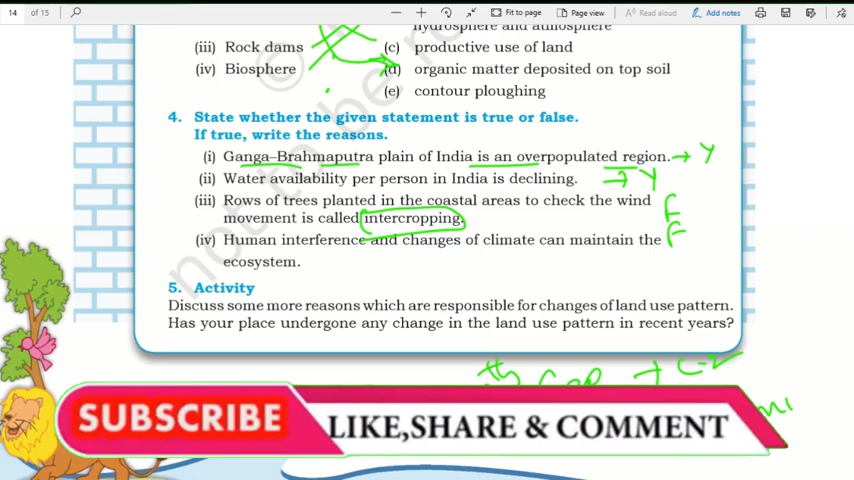 14 of 15
Fit to page
Page view
Read aloud
Add notes
hydrosphere and atmosphere
(iii) Rock dams (c) productive use of land
(iv) Biosphere (d) organic matter deposited on top soil
(e) contour ploughing
4. State whether the given statement is true or false.
If true, write the reasons.
(i) Ganga–Brahmaputra plain of India is an overpopulated region. → Y
(ii) Water availability per person in India is declining. → Y
(iii) Rows of trees planted in the coastal areas to check the wind F
movement is called intercropping.
(iv) Human interference and changes of climate can maintain the F
ecosystem.
5. Activity
Discuss some more reasons which are responsible for changes of land use pattern.
Has your place undergone any change in the land use pattern in recent years?
SUBSCRIBE
LIKE,SHARE & COMMENT
not to be re